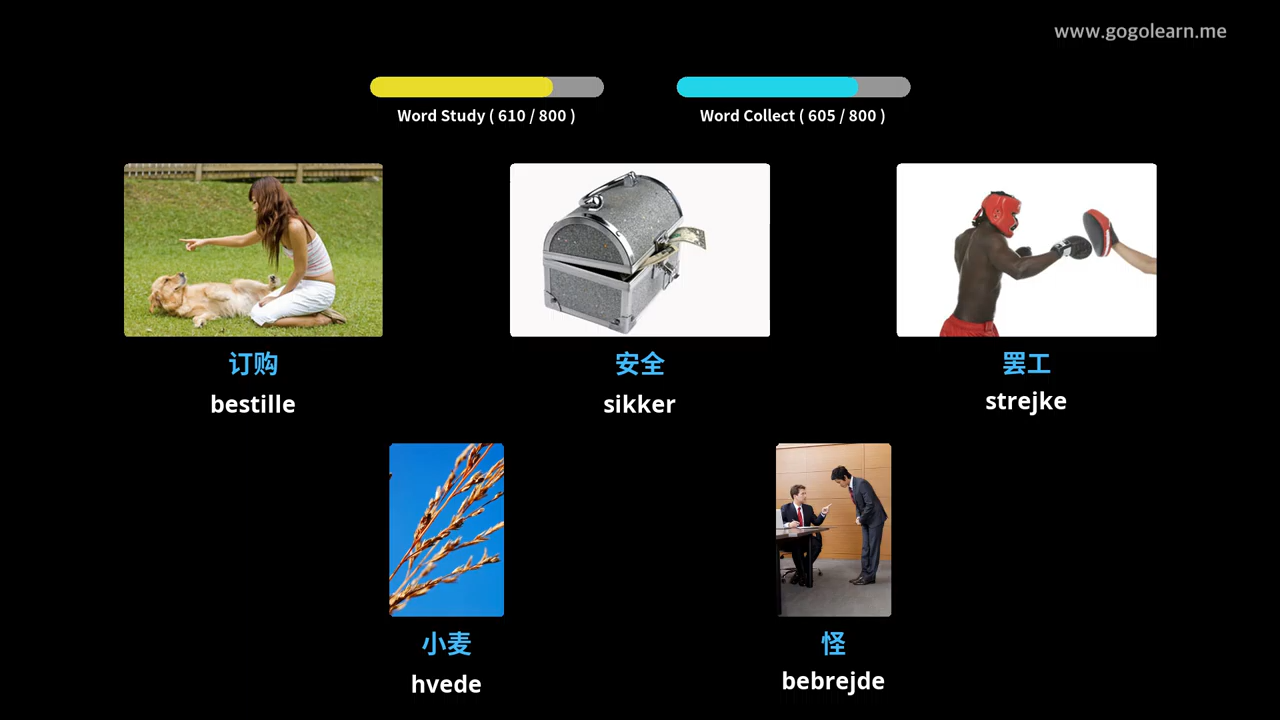 www.gogolearn.me
Word Study ( 610 / 800 )
Word Collect ( 605 / 800 )
订购
bestille
安全
sikker
罢工
strejke
小麦
hvede
怪
bebrejde